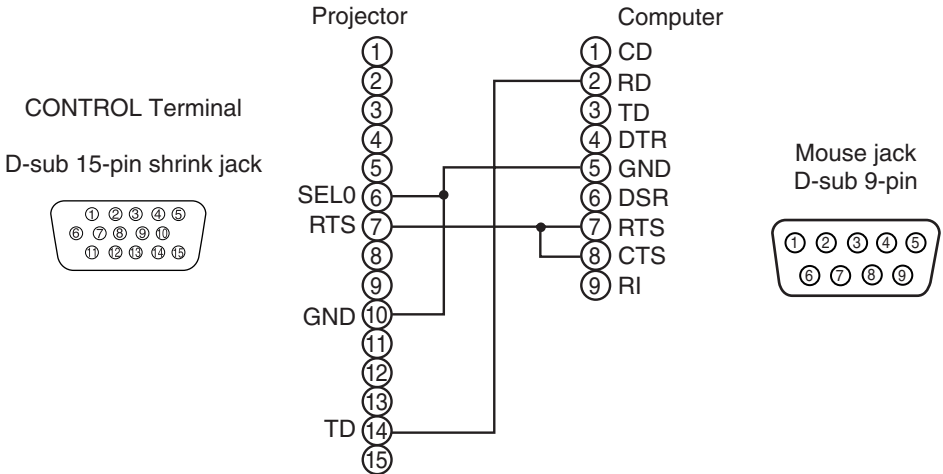 Projector
Computer
CONTROL Terminal
D-sub 15-pin shrink jack
① ② ③ ④ ⑤
⑥ ⑦ ⑧ ⑨ ⑩
⑪ ⑫ ⑬ ⑭ ⑮
①
②
③
④
⑤
SEL0 ⑥
RTS ⑦
⑧
⑨
GND ⑩
⑪
⑫
⑬
TD ⑭
⑮
① CD
② RD
③ TD
④ DTR
⑤ GND
⑥ DSR
⑦ RTS
⑧ CTS
⑨ RI
Mouse jack
D-sub 9-pin
① ② ③ ④ ⑤
⑥ ⑦ ⑧ ⑨